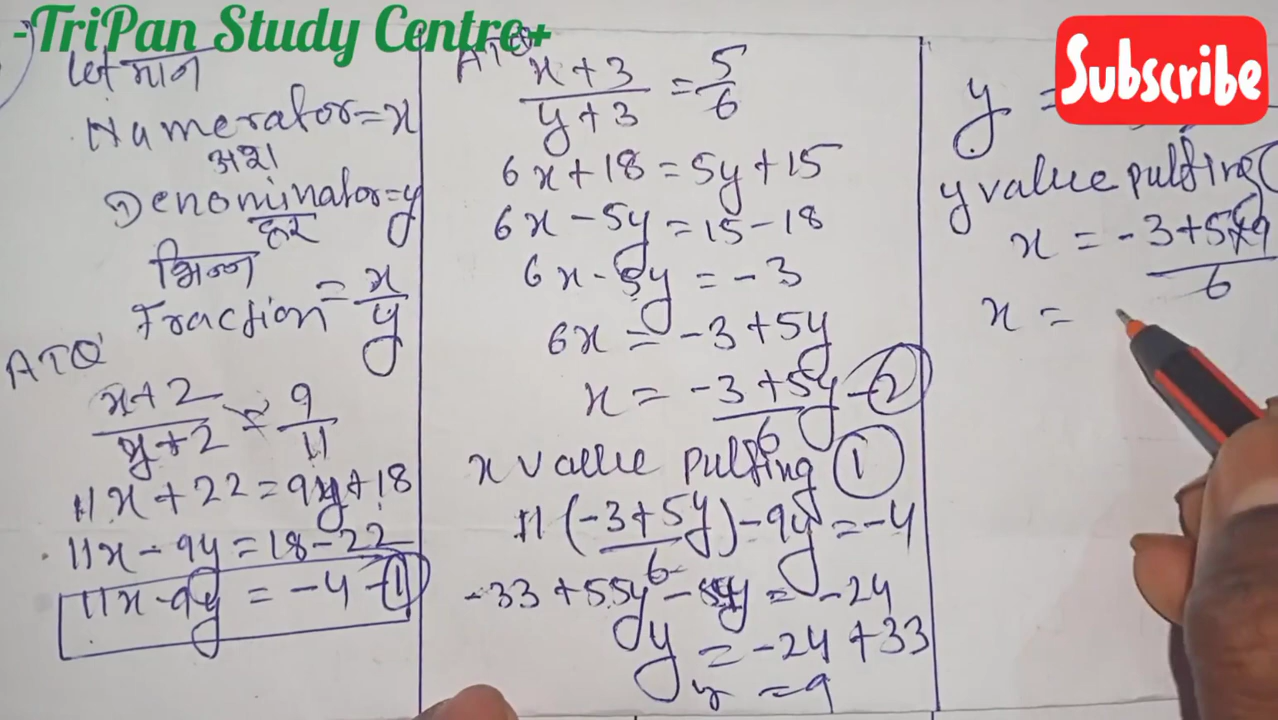 -TriPan Study Centre+
Subscribe
let मान
Numerator=x
अंश
Denominator=y
हर
भिन्न
Fraction = x/y
ATQ
x+2/y+2 = 9/11
11x+22=9y+18
11x-9y=18-22
11x-9y = -4 -①
ATQ
x+3/y+3 = 5/6
6x+18=5y+15
6x-5y=15-18
6x-5y=-3
6x=-3+5y
x = -3+5y/6 -②
x value putting ①
11(-3+5y/6)-9y=-4
-33+55y-54y=-24
y = -24+33
y =9
y =
y value putting
x = -3+5×9/6
x =